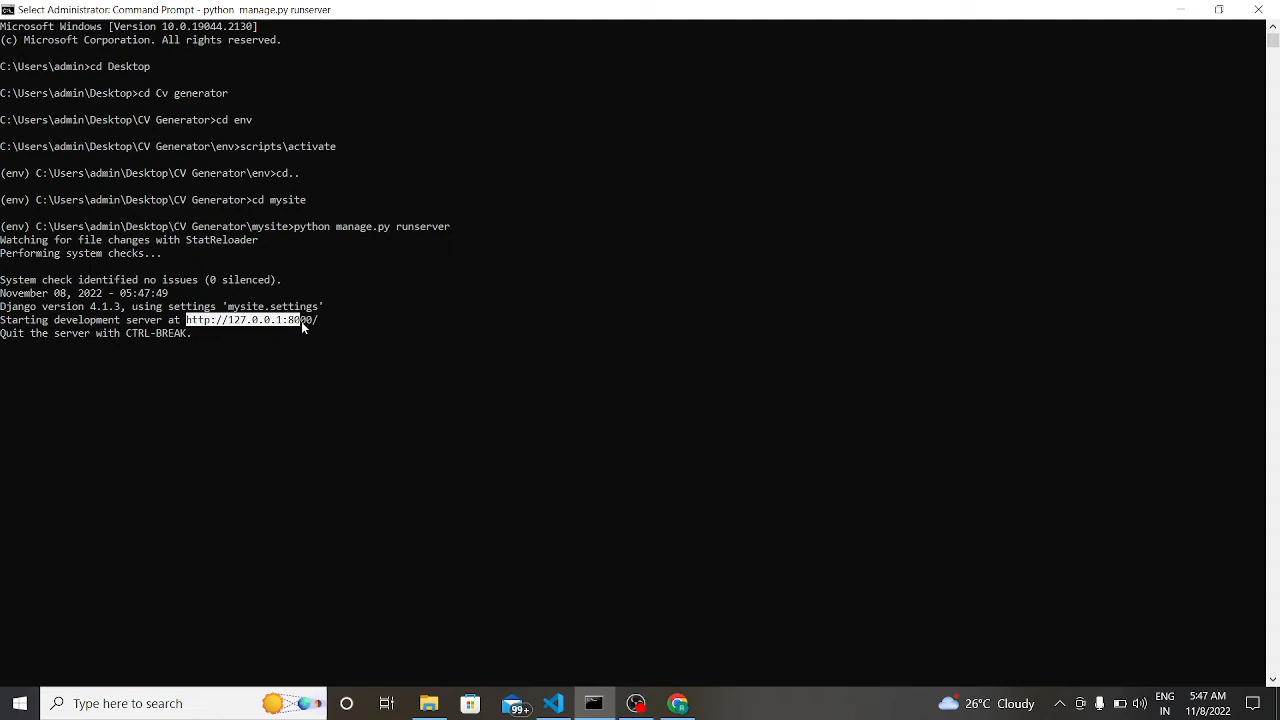 Select Administrator: Command Prompt - python  manage.py runserver
Microsoft Windows [Version 10.0.19044.2130]
(c) Microsoft Corporation. All rights reserved.
C:\Users\admin>cd Desktop
C:\Users\admin\Desktop>cd Cv generator
C:\Users\admin\Desktop\CV Generator>cd env
C:\Users\admin\Desktop\CV Generator\env>scripts\activate
(env) C:\Users\admin\Desktop\CV Generator\env>cd..
(env) C:\Users\admin\Desktop\CV Generator>cd mysite
(env) C:\Users\admin\Desktop\CV Generator\mysite>python manage.py runserver
Watching for file changes with StatReloader
Performing system checks...
System check identified no issues (0 silenced).
November 08, 2022 - 05:47:49
Django version 4.1.3, using settings 'mysite.settings'
Starting development server at http://127.0.0.1:8000/
Quit the server with CTRL-BREAK.
Type here to search
99+
26°C Cloudy
ENG
IN
5:47 AM
11/8/2022